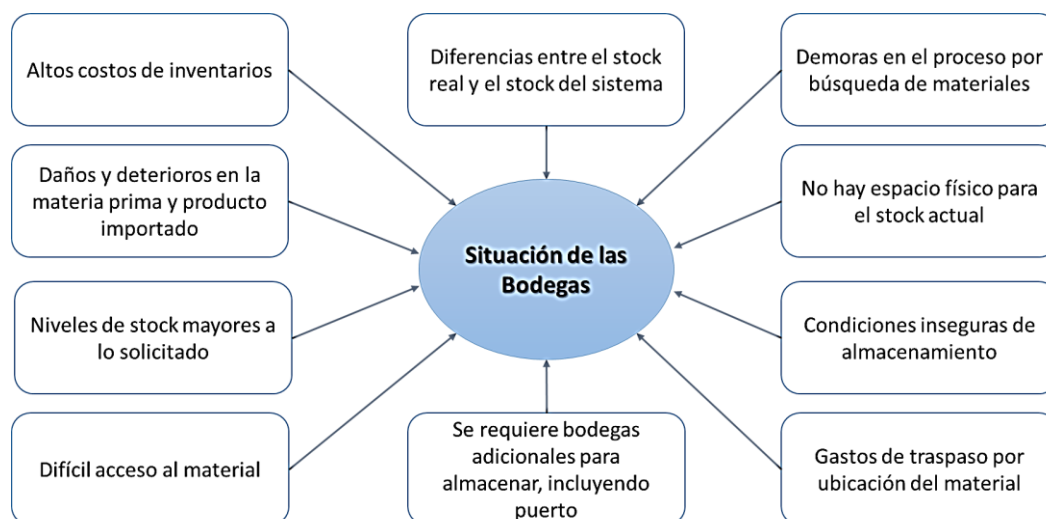 Altos costos de inventarios
Diferencias entre el stock
real y el stock del sistema
Demoras en el proceso por
búsqueda de materiales
Daños y deterioros en la
materia prima y producto
importado
No hay espacio físico para
el stock actual
Situación de las
Bodegas
Niveles de stock mayores a
lo solicitado
Condiciones inseguras de
almacenamiento
Difícil acceso al material
Se requiere bodegas
adicionales para
almacenar, incluyendo
puerto
Gastos de traspaso por
ubicación del material